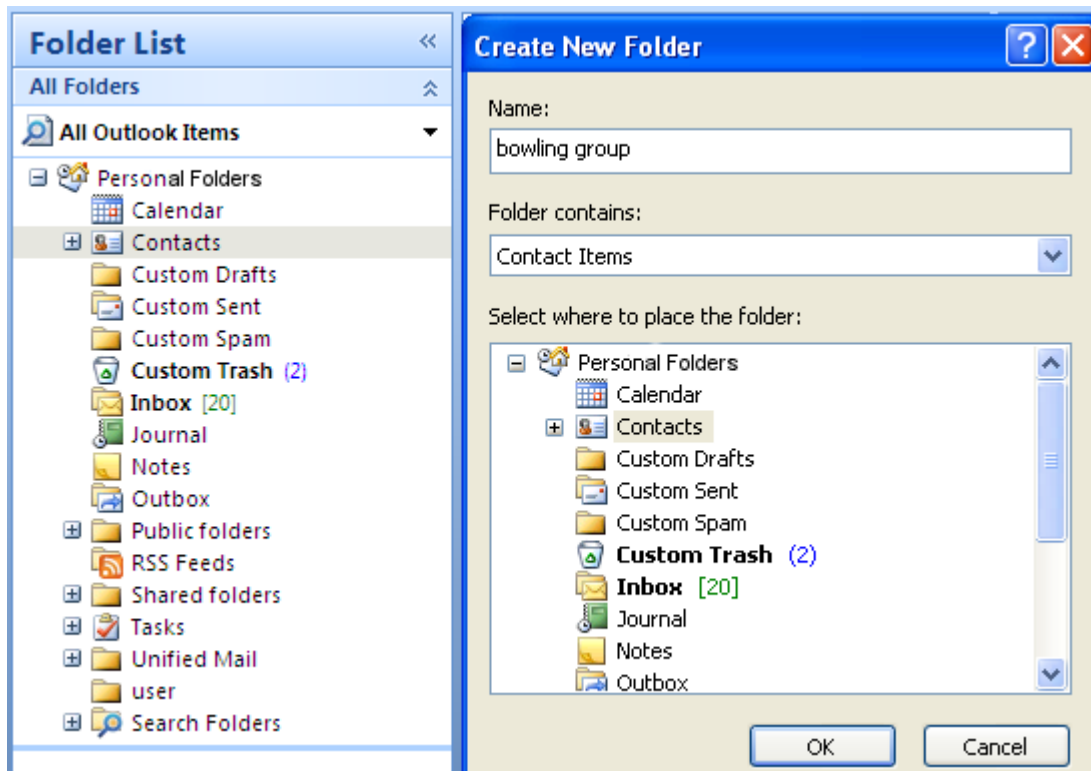 Folder List
All Folders
All Outlook Items
Personal Folders
Calendar
Contacts
Custom Drafts
Custom Sent
Custom Spam
Custom Trash (2)
Inbox [20]
Journal
Notes
Outbox
Public folders
RSS Feeds
Shared folders
Tasks
Unified Mail
user
Search Folders
Create New Folder
Name:
bowling group
Folder contains:
Contact Items
Select where to place the folder:
Personal Folders
Calendar
Contacts
Custom Drafts
Custom Sent
Custom Spam
Custom Trash (2)
Inbox [20]
Journal
Notes
Outbox
OK Cancel